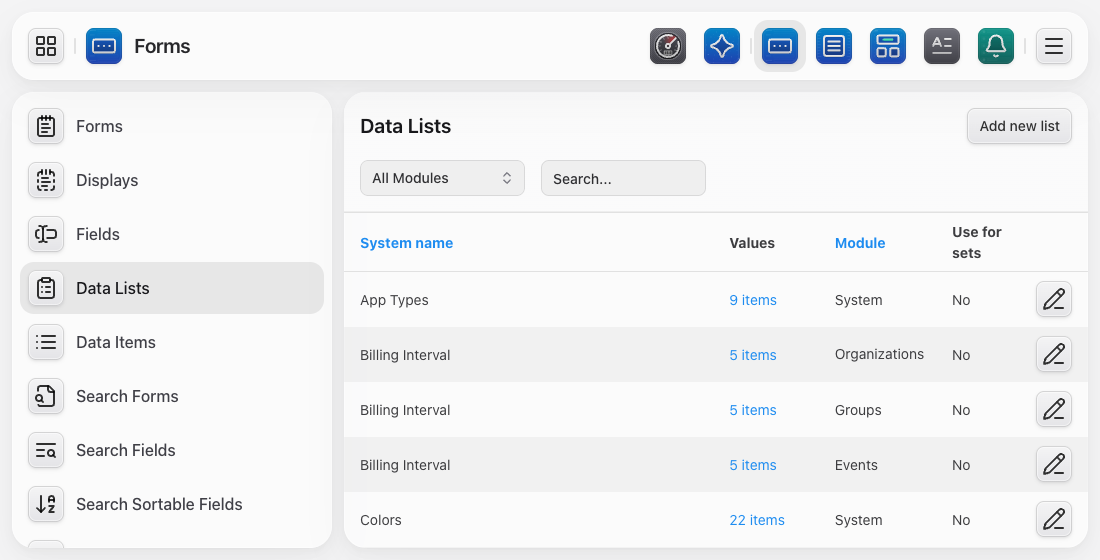 Forms
Forms
Displays
Fields
Data Lists
Data Items
Search Forms
Search Fields
Search Sortable Fields
Data Lists
Add new list
All Modules
Search...
System name Values Module Use for sets
App Types 9 items System No
Billing Interval 5 items Organizations No
Billing Interval 5 items Groups No
Billing Interval 5 items Events No
Colors 22 items System No